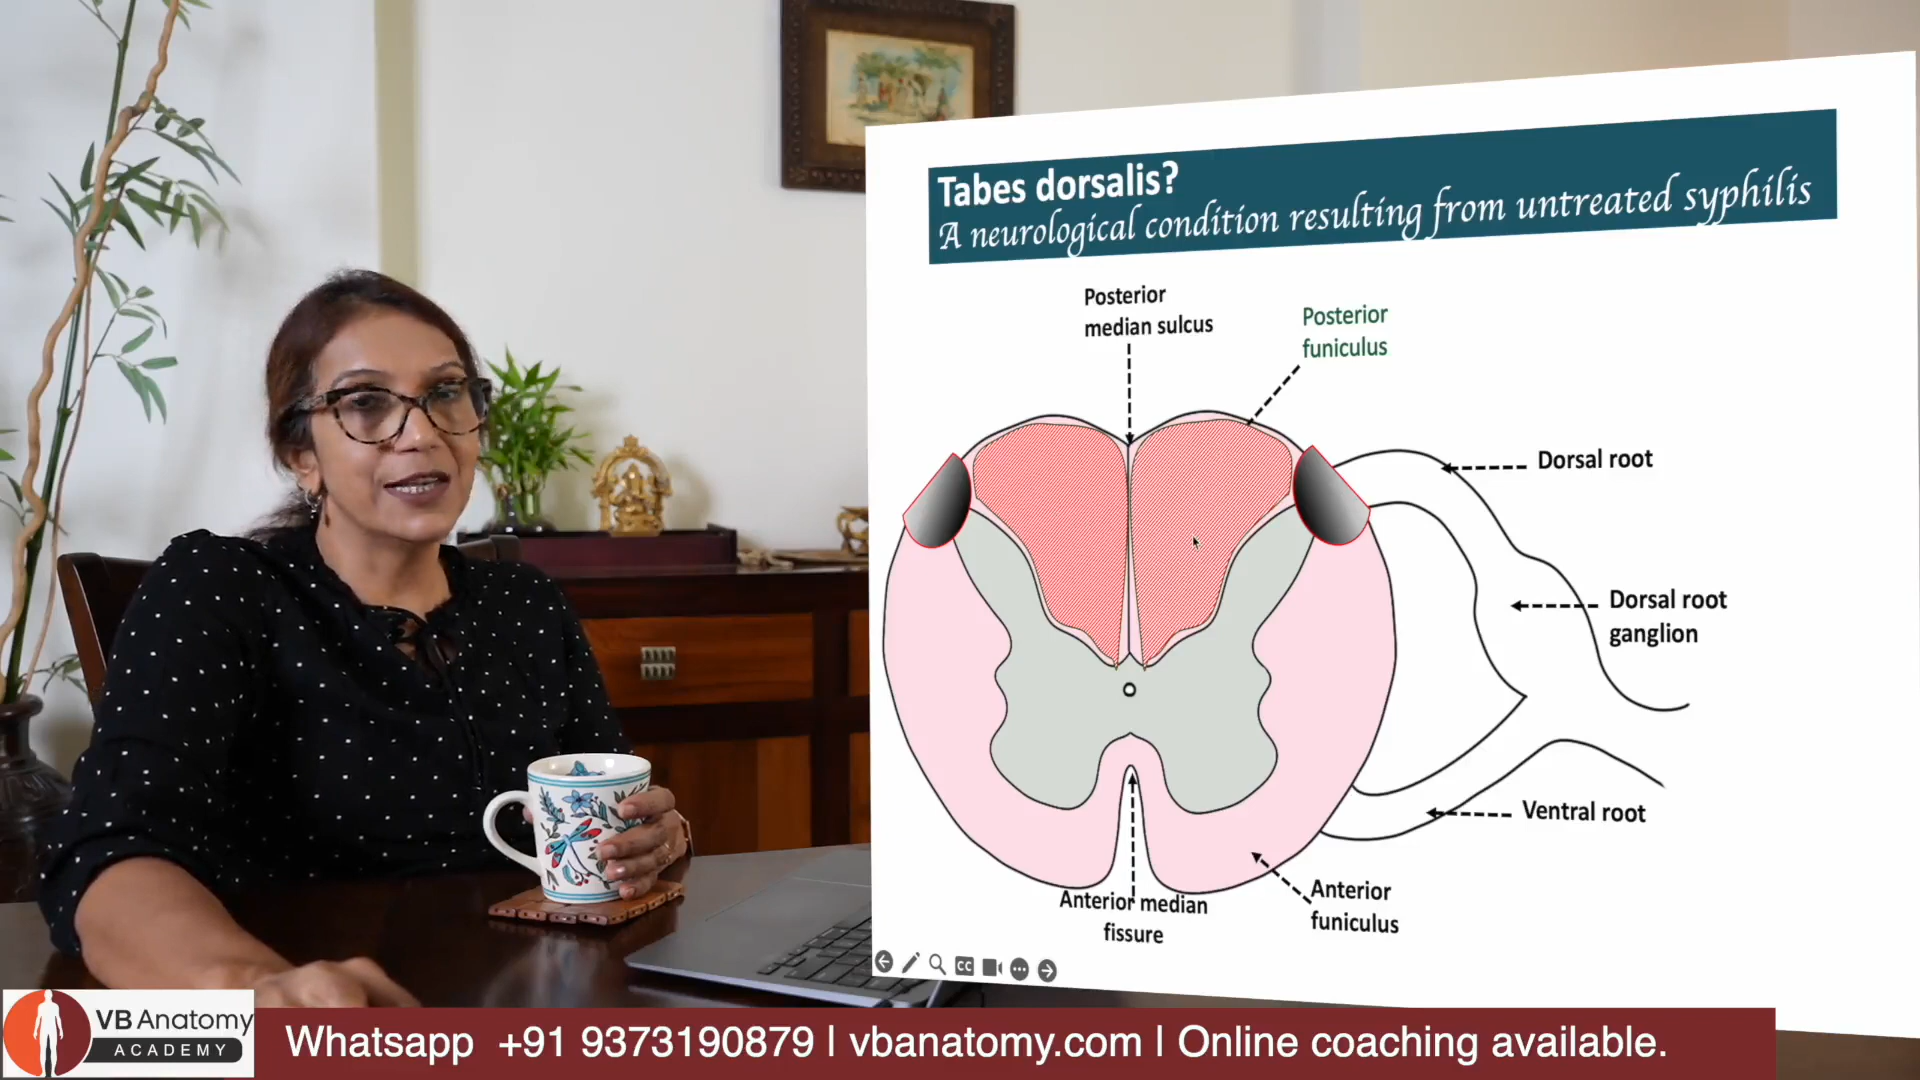 Tabes dorsalis?
A neurological condition resulting from untreated syphilis
Posterior
median sulcus
Posterior
funiculus
Dorsal root
Dorsal root
ganglion
Ventral root
Anterior
funiculus
Anterior median
fissure
CC
VB Anatomy
ACADEMY
Whatsapp +91 9373190879 | vbanatomy.com | Online coaching available.